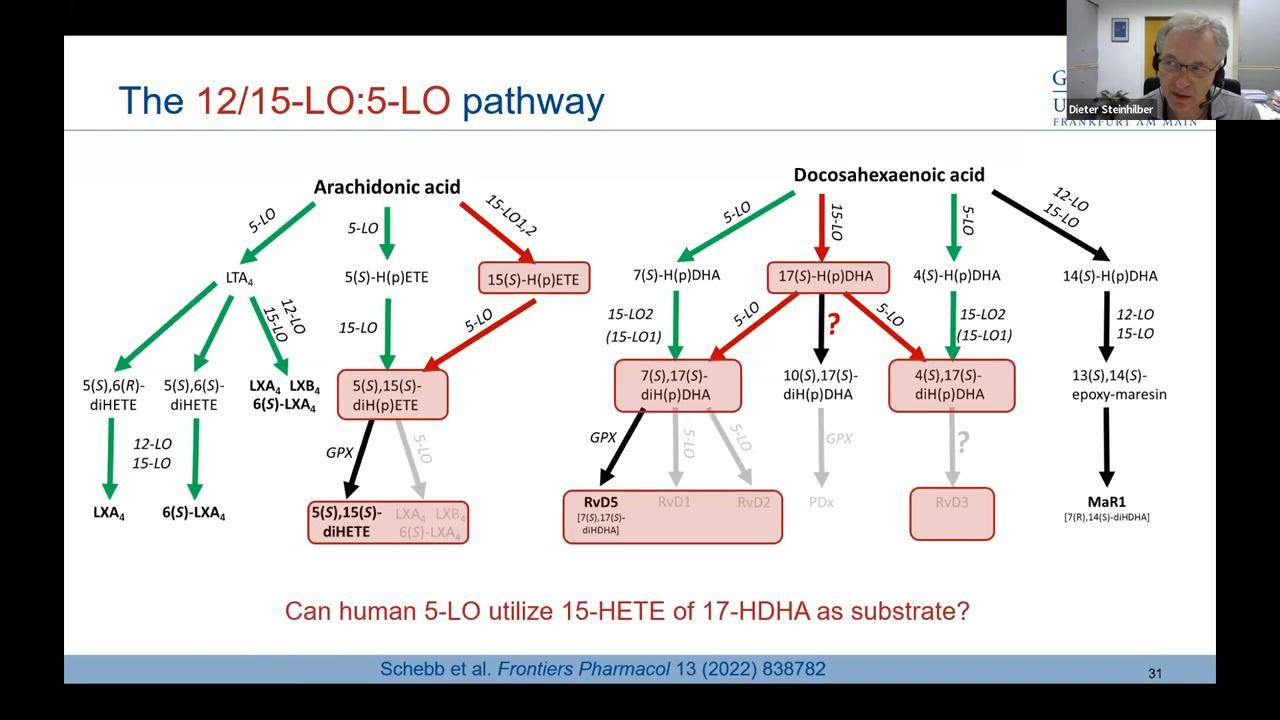 The 12/15-LO:5-LO pathway
G
U
FRANKFURT AM MAIN
Dieter Steinhilber
Arachidonic acid
Docosahexaenoic acid
5-LO
5-LO
15-LO1,2
5-LO
15-LO
5-LO
12-LO
15-LO
LTA4
5(S)-H(p)ETE
15(S)-H(p)ETE
7(S)-H(p)DHA
17(S)-H(p)DHA
4(S)-H(p)DHA
14(S)-H(p)DHA
12-LO
15-LO
15-LO
5-LO
15-LO2
(15-LO1)
5-LO
?
5-LO
15-LO2
(15-LO1)
12-LO
15-LO
5(S),6(R)-
diHETE
5(S),6(S)-
diHETE
LXA4 LXB4
6(S)-LXA4
5(S),15(S)-
diH(p)ETE
7(S),17(S)-
diH(p)DHA
10(S),17(S)-
diH(p)DHA
4(S),17(S)-
diH(p)DHA
13(S),14(S)-
epoxy-maresin
12-LO
15-LO
GPX
5-LO
GPX
5-LO
5-LO
GPX
?
LXA4
6(S)-LXA4
5(S),15(S)-
diHETE
LXA4 LXB4
6(S)-LXA4
RvD5
[7(S),17(S)-
diHDHA]
RvD1
RvD2
PDx
RvD3
MaR1
[7(R),14(S)-diHDHA]
Can human 5-LO utilize 15-HETE of 17-HDHA as substrate?
Schebb et al. Frontiers Pharmacol 13 (2022) 838782
31